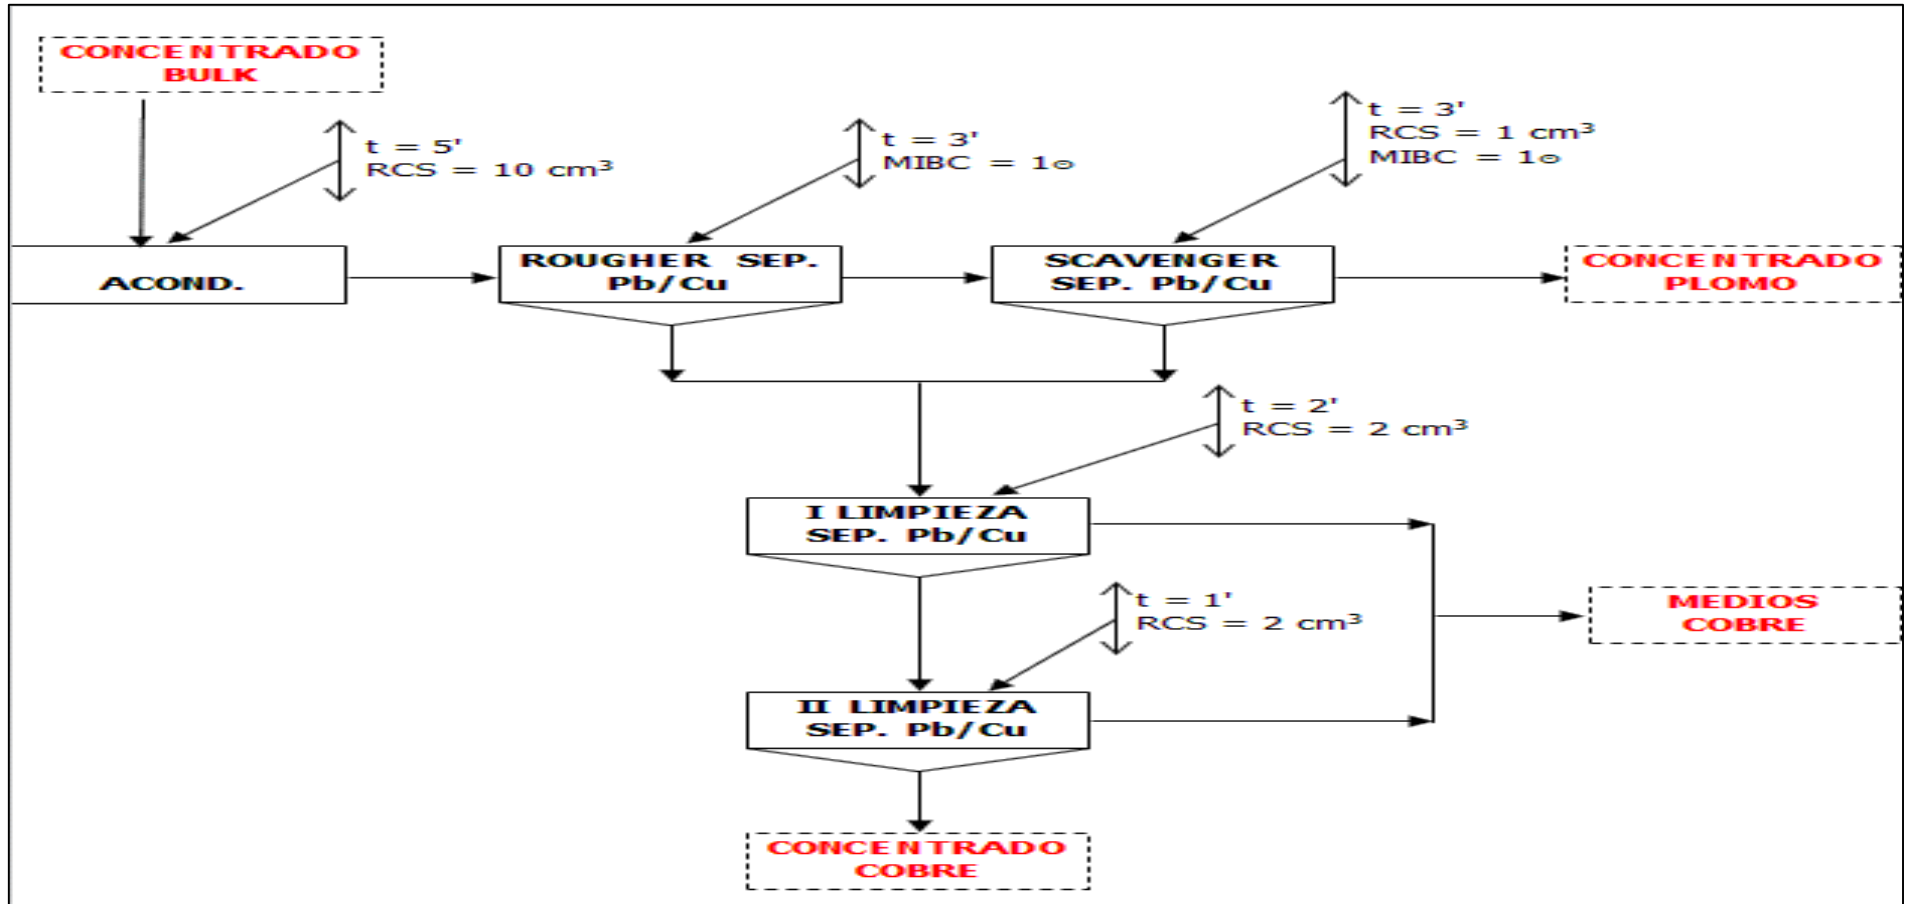 CONCENTRADO
BULK
t = 5'
RCS = 10 cm³
t = 3'
MIBC = 1⊙
t = 3'
RCS = 1 cm³
MIBC = 1⊙
ACOND.
ROUGHER SEP.
Pb/Cu
SCAVENGER
SEP. Pb/Cu
CONCENTRADO
PLOMO
t = 2'
RCS = 2 cm³
I LIMPIEZA
SEP. Pb/Cu
t = 1'
RCS = 2 cm³
MEDIOS
COBRE
II LIMPIEZA
SEP. Pb/Cu
CONCENTRADO
COBRE